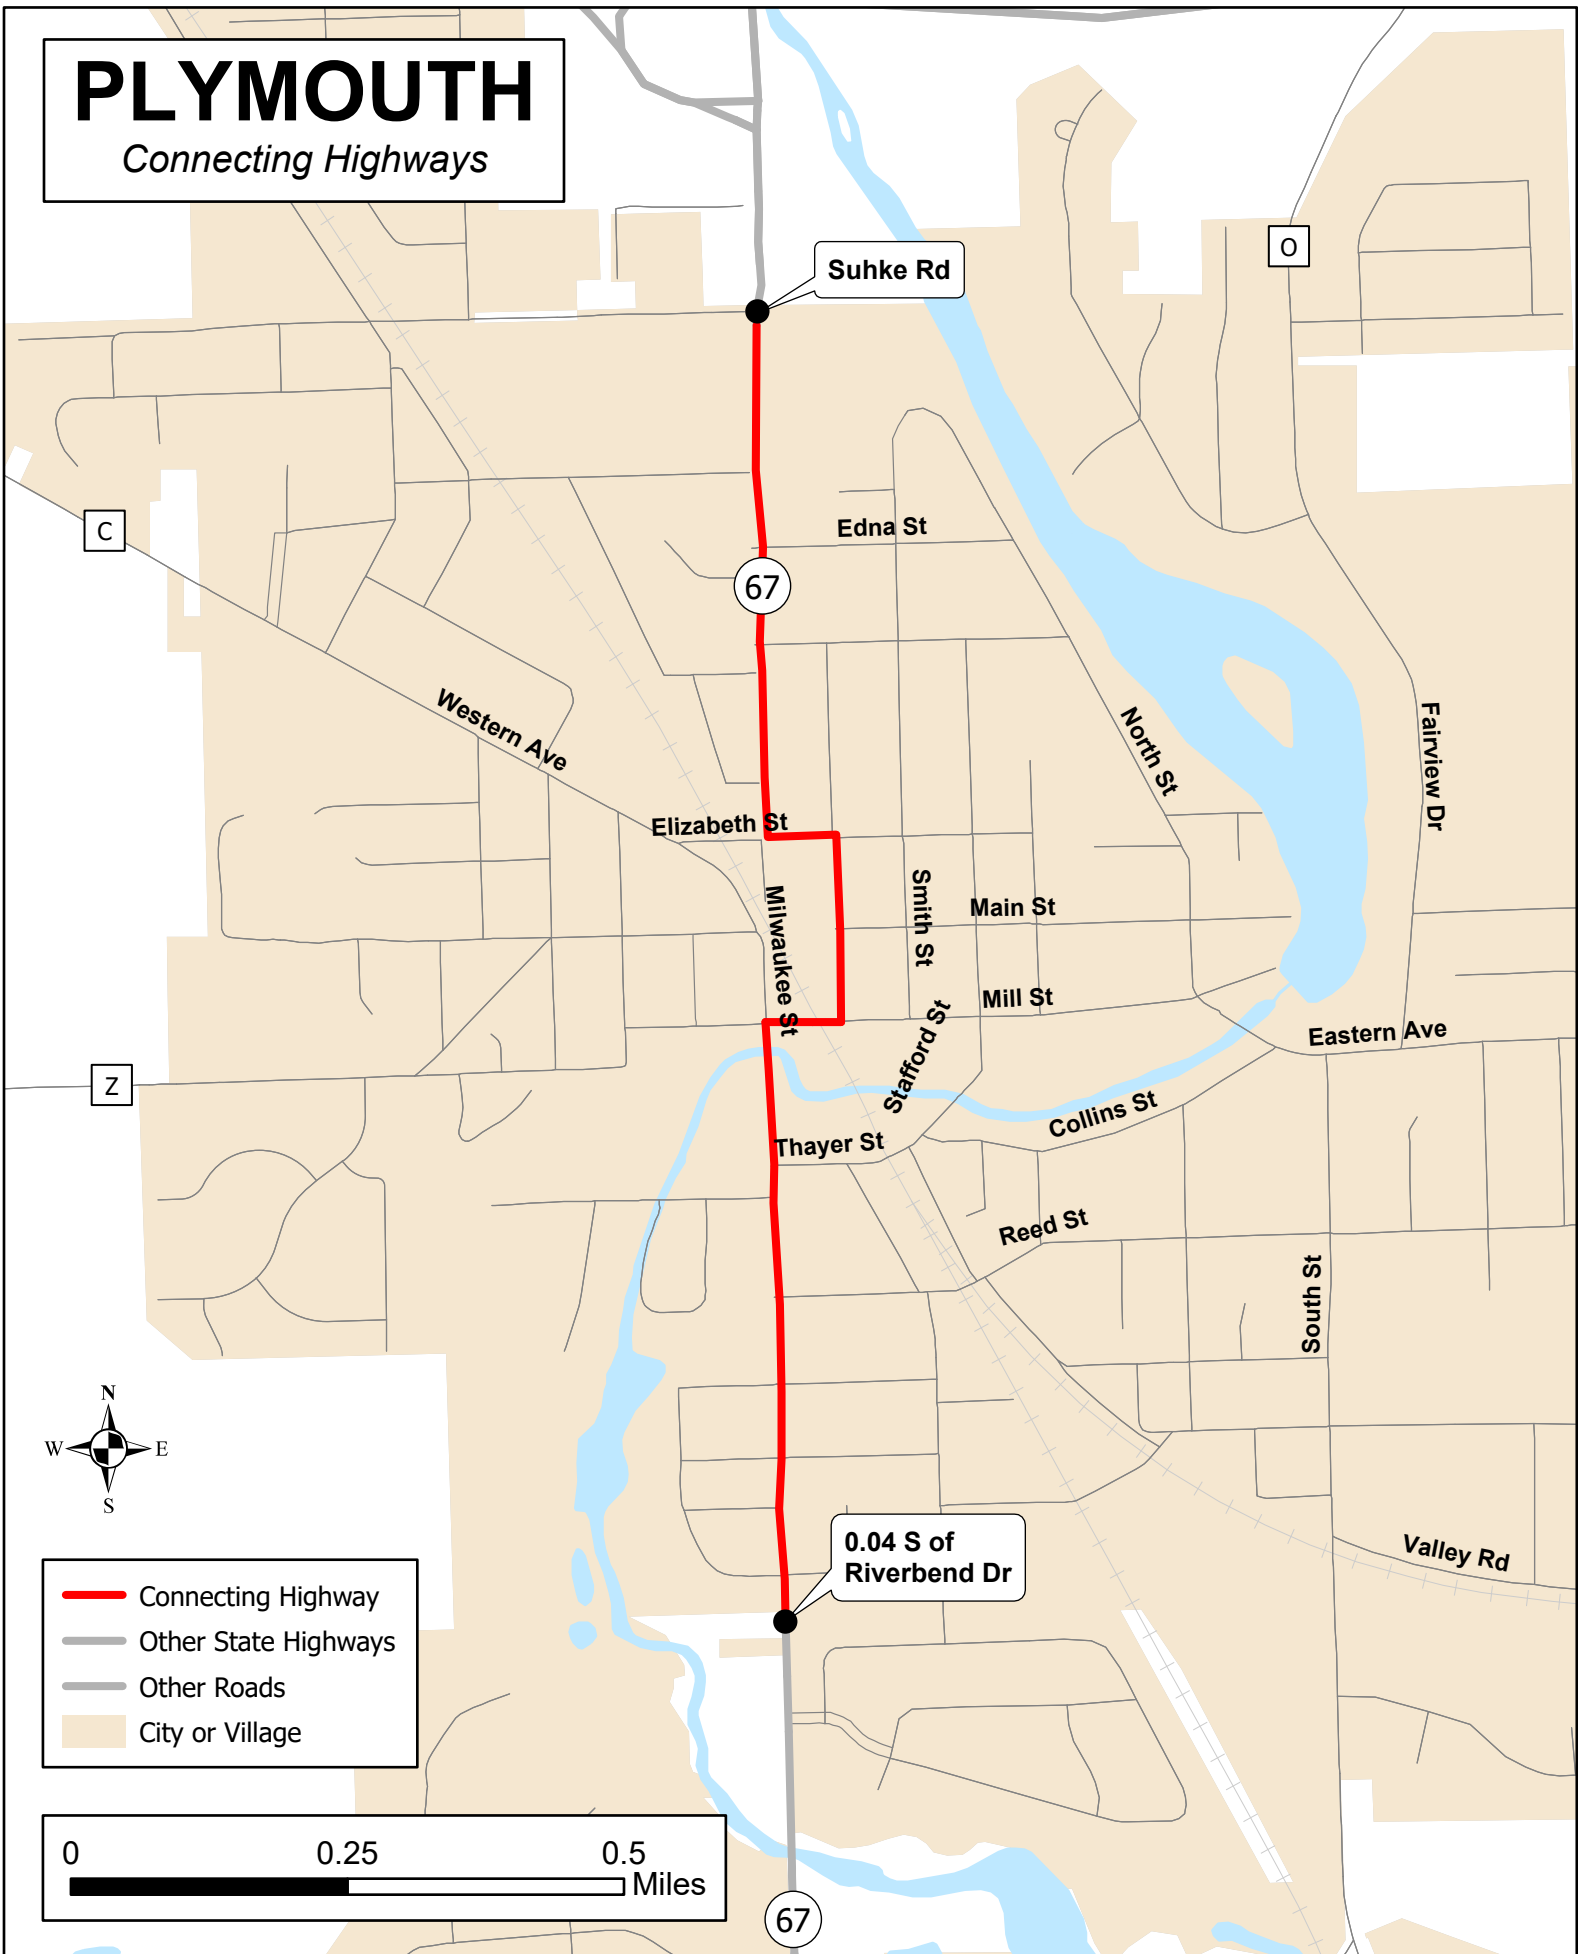 PLYMOUTH
Connecting Highways
Suhke Rd
O
C
Edna St
67
Western Ave
North St
Fairview Dr
Elizabeth St
Milwaukee St
Smith St
Main St
Mill St
Stafford St
Eastern Ave
Z
Collins St
Thayer St
Reed St
South St
N
W
E
S
0.04 S of
Riverbend Dr
Valley Rd
Connecting Highway
Other State Highways
Other Roads
City or Village
0 0.25 0.5
Miles
67